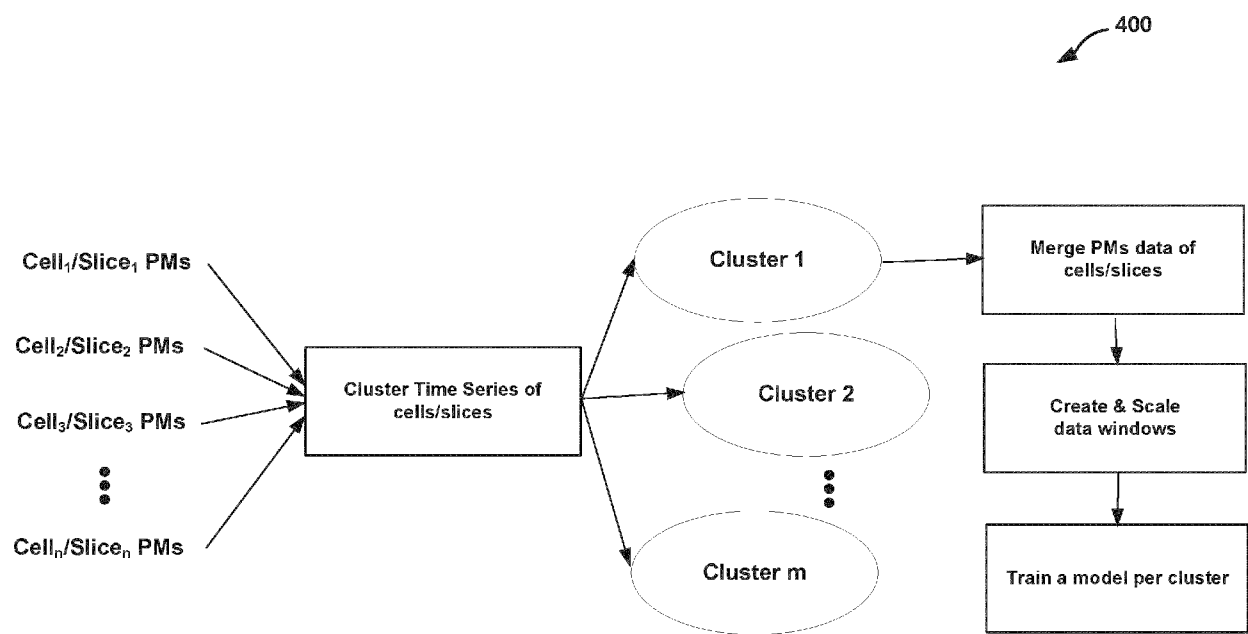 400
Cell₁/Slice₁ PMs
Cell₂/Slice₂ PMs
Cell₃/Slice₃ PMs
Cellₙ/Sliceₙ PMs
Cluster Time Series of
cells/slices
Cluster 1
Cluster 2
Cluster m
Merge PMs data of
cells/slices
Create & Scale
data windows
Train a model per cluster